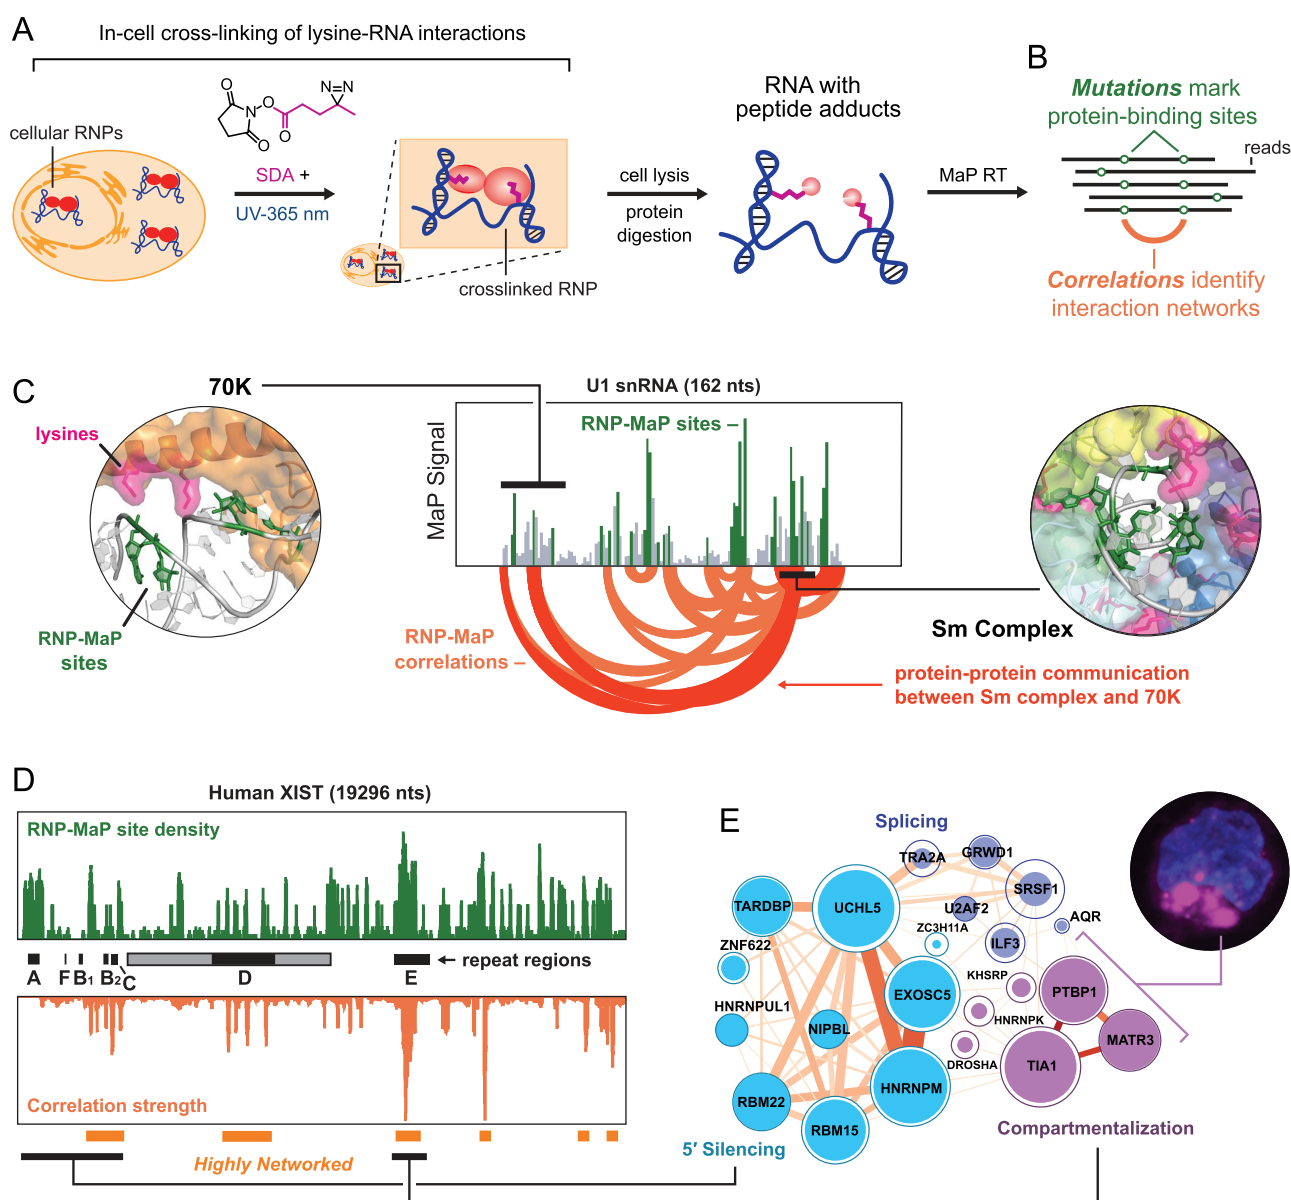 A
In-cell cross-linking of lysine-RNA interactions
cellular RNPs
O
N
O
O
O
N=N
SDA +
UV-365 nm
crosslinked RNP
cell lysis
protein
digestion
RNA with
peptide adducts
MaP RT
B
Mutations mark
protein-binding sites
reads
Correlations identify
interaction networks
C
70K
lysines
RNP-MaP
sites
U1 snRNA (162 nts)
MaP Signal
RNP-MaP sites –
RNP-MaP
correlations –
Sm Complex
protein-protein communication
between Sm complex and 70K
D
Human XIST (19296 nts)
RNP-MaP site density
A F B1 B2 C D E
repeat regions
Correlation strength
Highly Networked
E
Splicing
TRA2A
GRWD1
TARDBP
UCHL5
SRSF1
U2AF2
AQR
ZC3H11A
ZNF622
ILF3
KHSRP
EXOSC5
PTBP1
HNRNPUL1
HNRNPK
NIPBL
MATR3
DROSHA
TIA1
HNRNPM
RBM22
RBM15
5′ Silencing
Compartmentalization